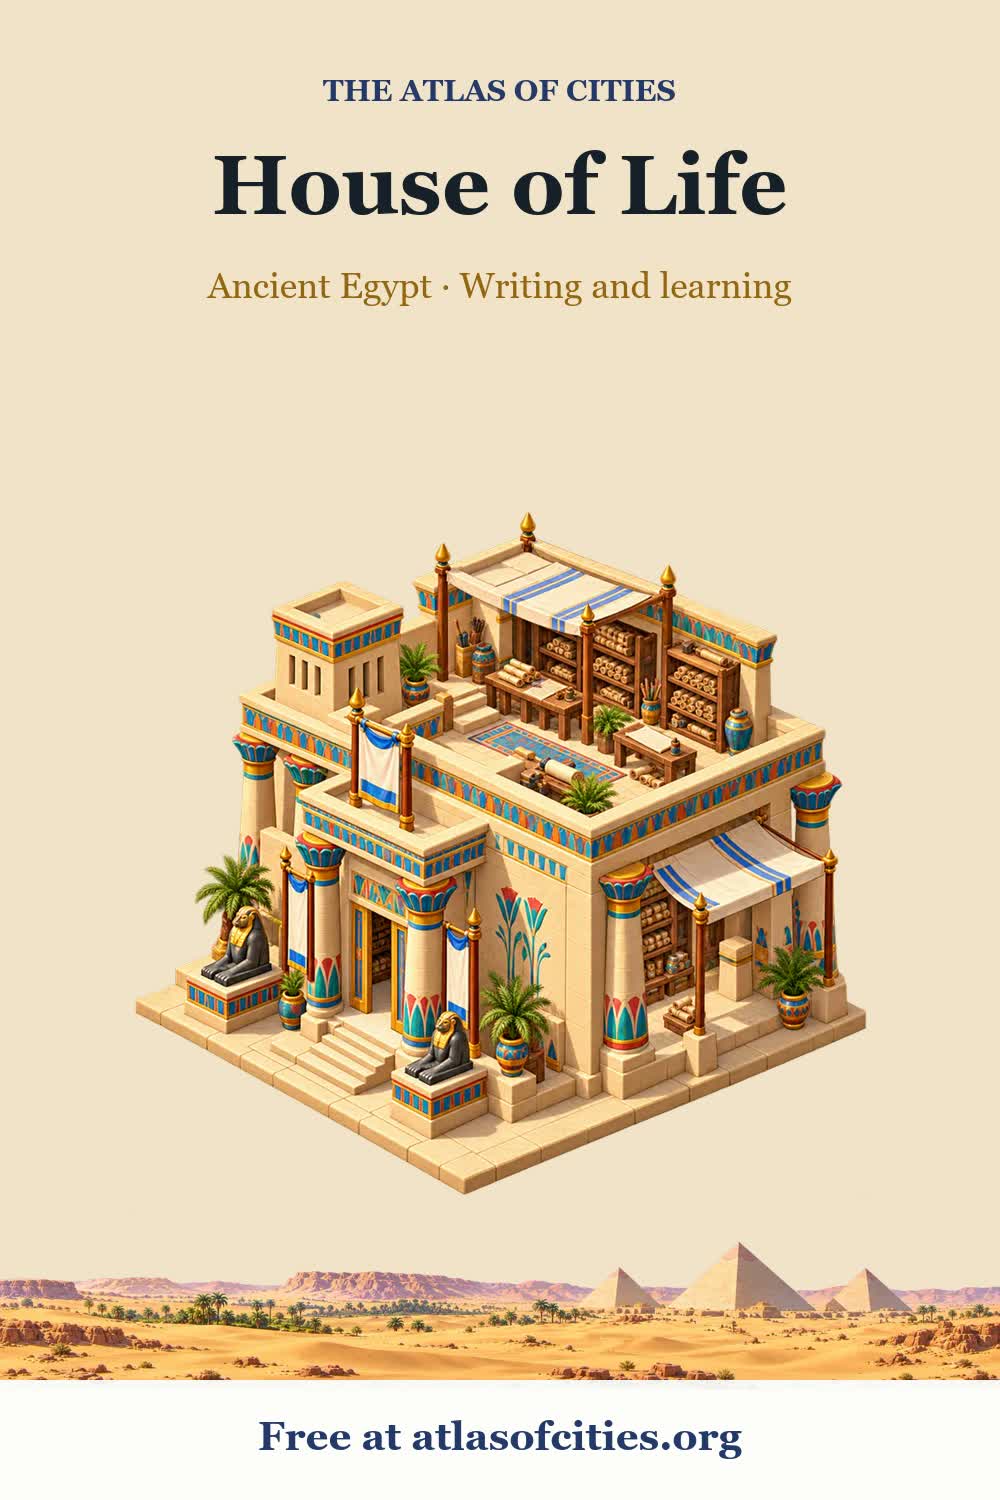 THE ATLAS OF CITIES
House of Life
Ancient Egypt · Writing and learning
Free at atlasofcities.org